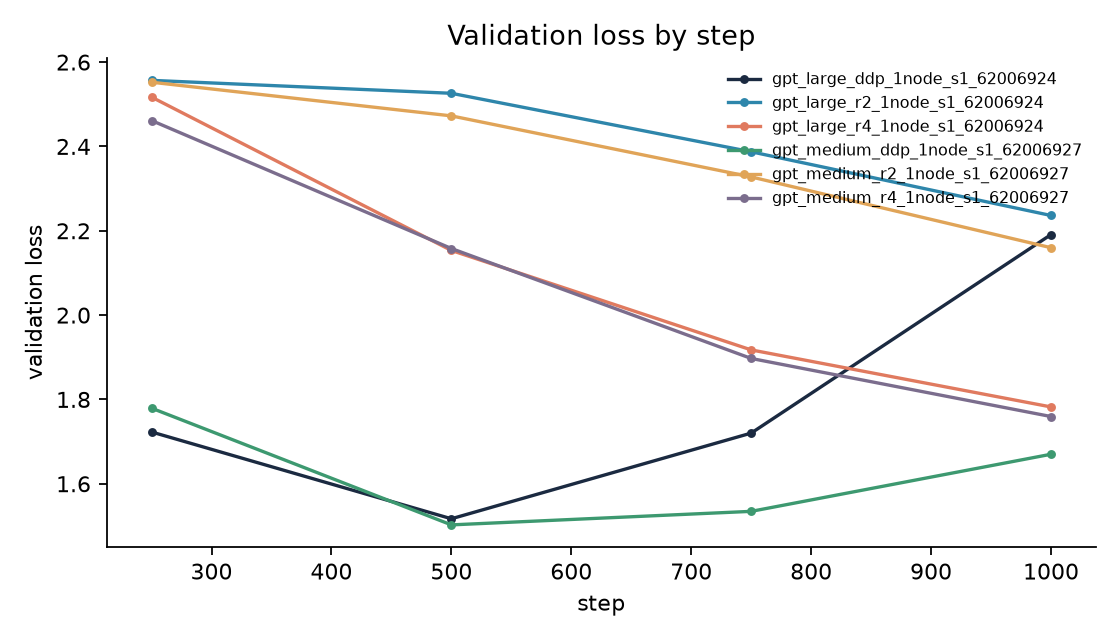 Validation loss by step
gpt_large_ddp_1node_s1_62006924
gpt_large_r2_1node_s1_62006924
gpt_large_r4_1node_s1_62006924
gpt_medium_ddp_1node_s1_62006927
gpt_medium_r2_1node_s1_62006927
gpt_medium_r4_1node_s1_62006927
validation loss
2.6
2.4
2.2
2.0
1.8
1.6
300 400 500 600 700 800 900 1000
step